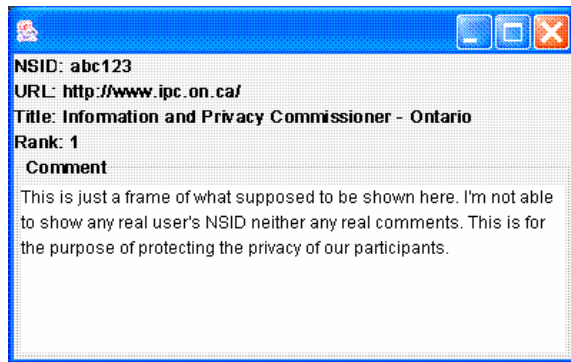 NSID: abc123
URL: http://www.ipc.on.ca/
Title: Information and Privacy Commissioner - Ontario
Rank: 1
Comment
This is just a frame of what supposed to be shown here. I'm not able
to show any real user's NSID neither any real comments. This is for
the purpose of protecting the privacy of our participants.